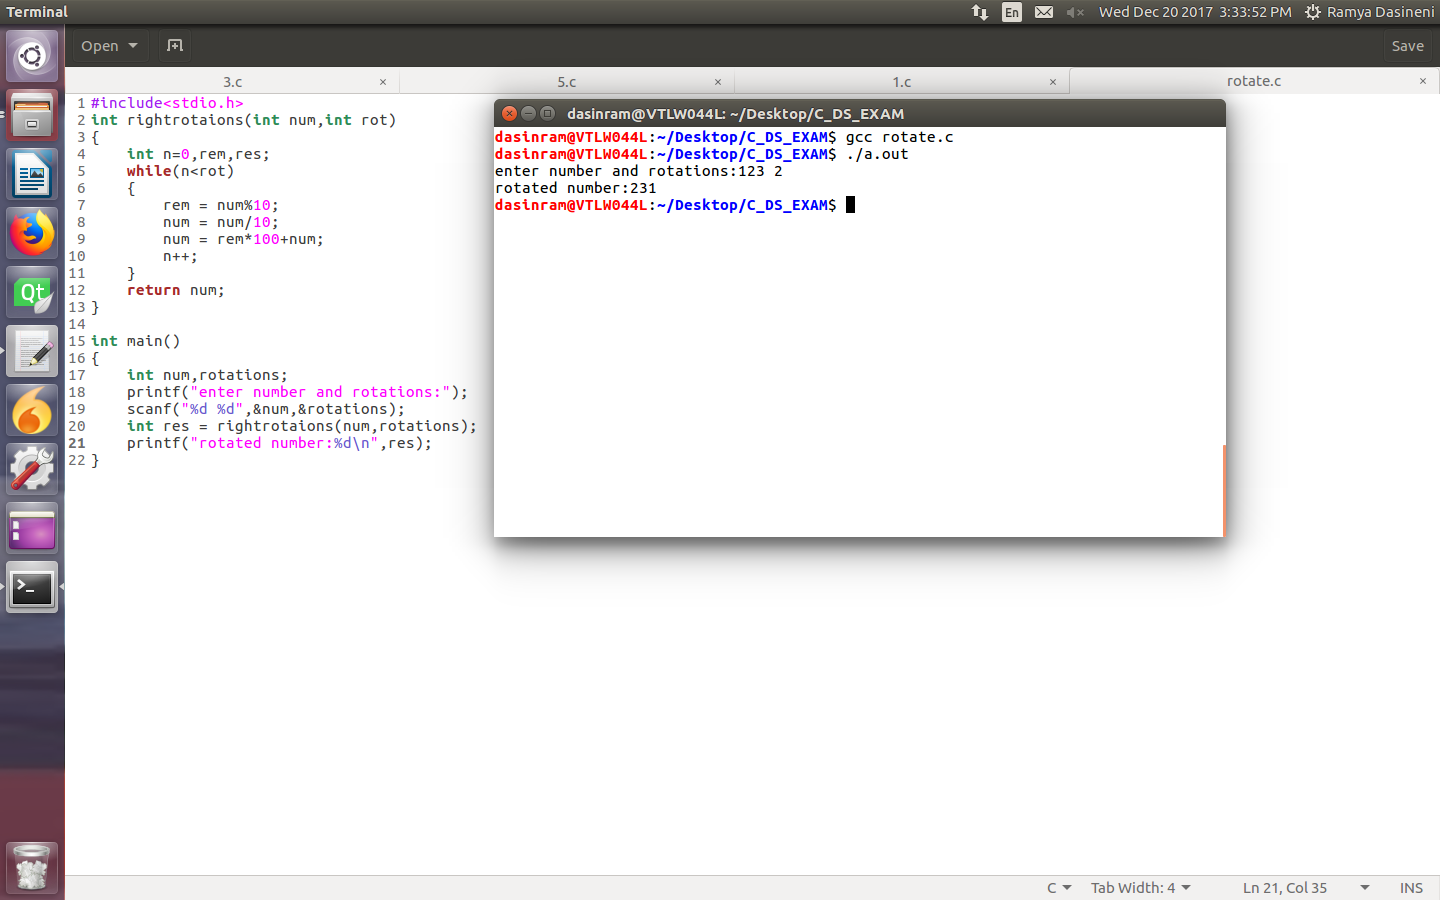 Terminal
En
Wed Dec 20 2017 3:33:52 PM
Ramya Dasineni
Open
Save
3.c
5.c
1.c
rotate.c
1 #include<stdio.h>
2 int rightrotaions(int num,int rot)
3 {
4 int n=0,rem,res;
5 while(n<rot)
6 {
7 rem = num%10;
8 num = num/10;
9 num = rem*100+num;
10 n++;
11 }
12 return num;
13 }
14
15 int main()
16 {
17 int num,rotations;
18 printf("enter number and rotations:");
19 scanf("%d %d",&num,&rotations);
20 int res = rightrotaions(num,rotations);
21 printf("rotated number:%d\n",res);
22 }
dasinram@VTLW044L: ~/Desktop/C_DS_EXAM
dasinram@VTLW044L:~/Desktop/C_DS_EXAM$ gcc rotate.c
dasinram@VTLW044L:~/Desktop/C_DS_EXAM$ ./a.out
enter number and rotations:123 2
rotated number:231
dasinram@VTLW044L:~/Desktop/C_DS_EXAM$
Qt
>_
C
Tab Width: 4
Ln 21, Col 35
INS